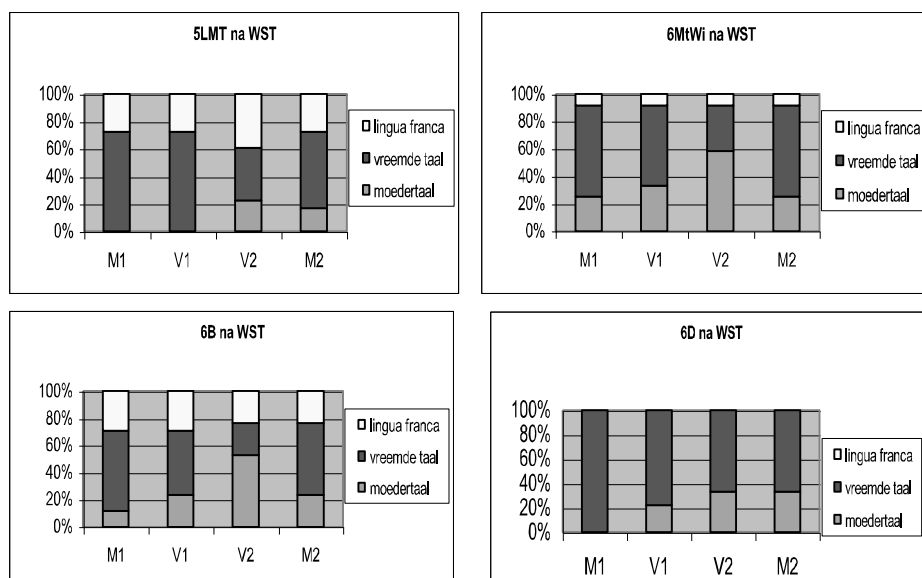 5LMT na WST
100%
80%
60%
40%
20%
0%
M1 V1 V2 M2
lingua franca
vreemde taal
moedertaal
6MtWi na WST
100%
80%
60%
40%
20%
0%
M1 V1 V2 M2
lingua franca
vreemde taal
moedertaal
6B na WST
100%
80%
60%
40%
20%
0%
M1 V1 V2 M2
lingua franca
vreemde taal
moedertaal
6D na WST
100%
80%
60%
40%
20%
0%
M1 V1 V2 M2
lingua franca
vreemde taal
moedertaal